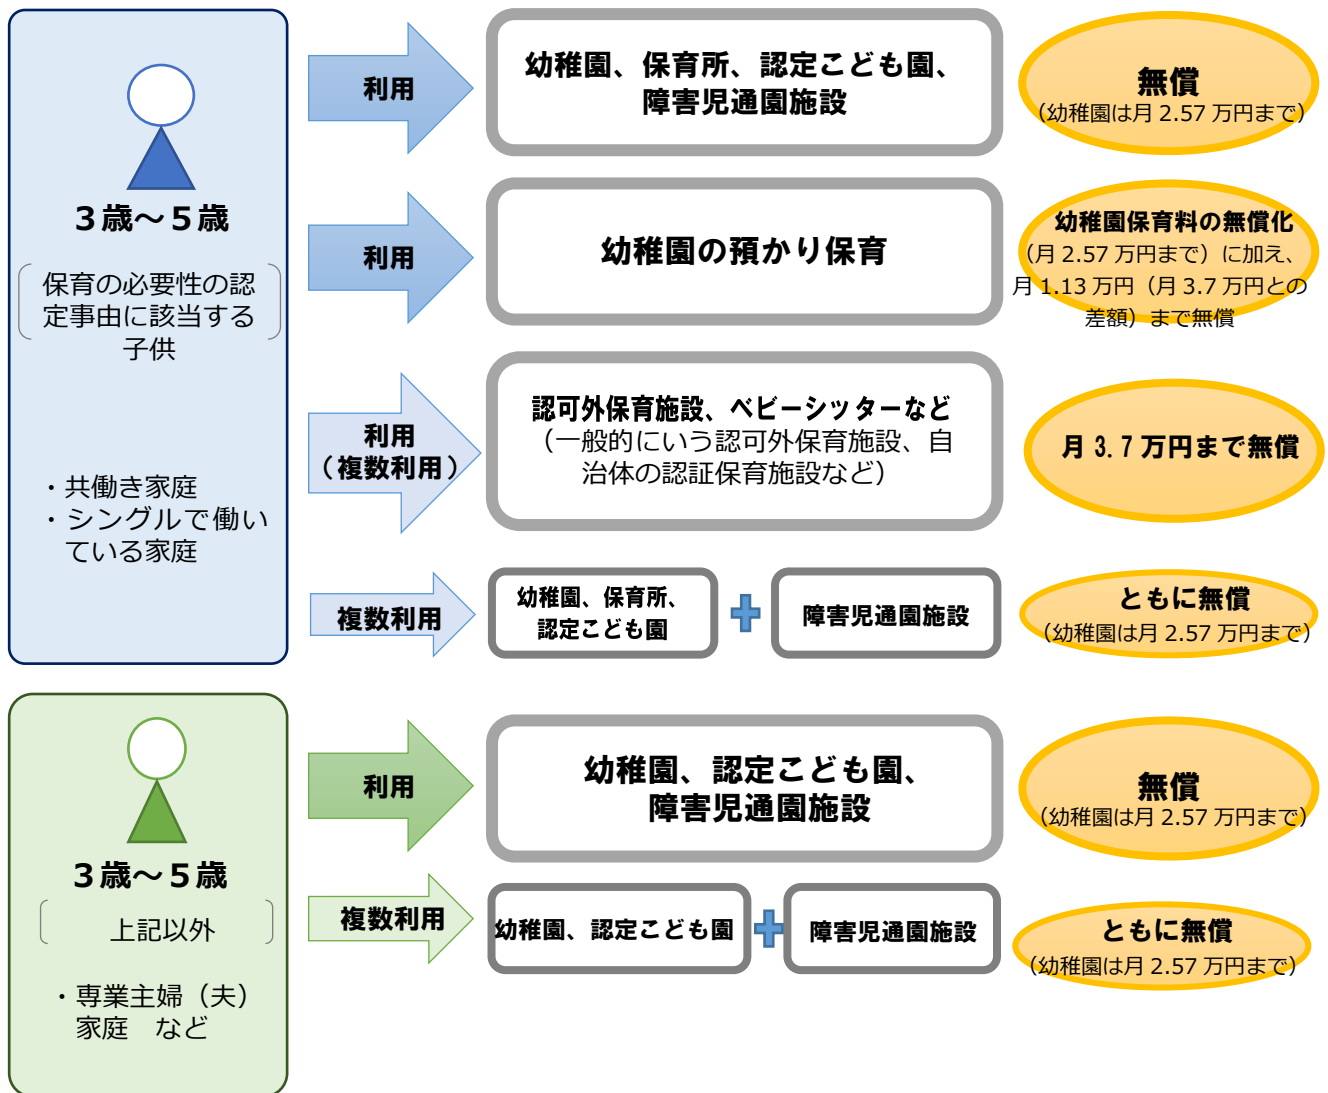 ３歳～５歳
保育の必要性の認
定事由に該当する
子供
・共働き家庭
・シングルで働い
ている家庭
利用
幼稚園、保育所、認定こども園、
障害児通園施設
無償
（幼稚園は月 2.57 万円まで）
利用
幼稚園の預かり保育
幼稚園保育料の無償化
（月 2.57 万円まで）に加え、
月 1.13 万円（月 3.7 万円との
差額）まで無償
利用
（複数利用）
認可外保育施設、ベビーシッターなど
（一般的にいう認可外保育施設、自
治体の認証保育施設など）
月 3.7 万円まで無償
複数利用
幼稚園、保育所、
認定こども園
障害児通園施設
ともに無償
（幼稚園は月 2.57 万円まで）
３歳～５歳
上記以外
・専業主婦（夫）
家庭　など
利用
幼稚園、認定こども園、
障害児通園施設
無償
（幼稚園は月 2.57 万円まで）
複数利用
幼稚園、認定こども園
障害児通園施設
ともに無償
（幼稚園は月 2.57 万円まで）